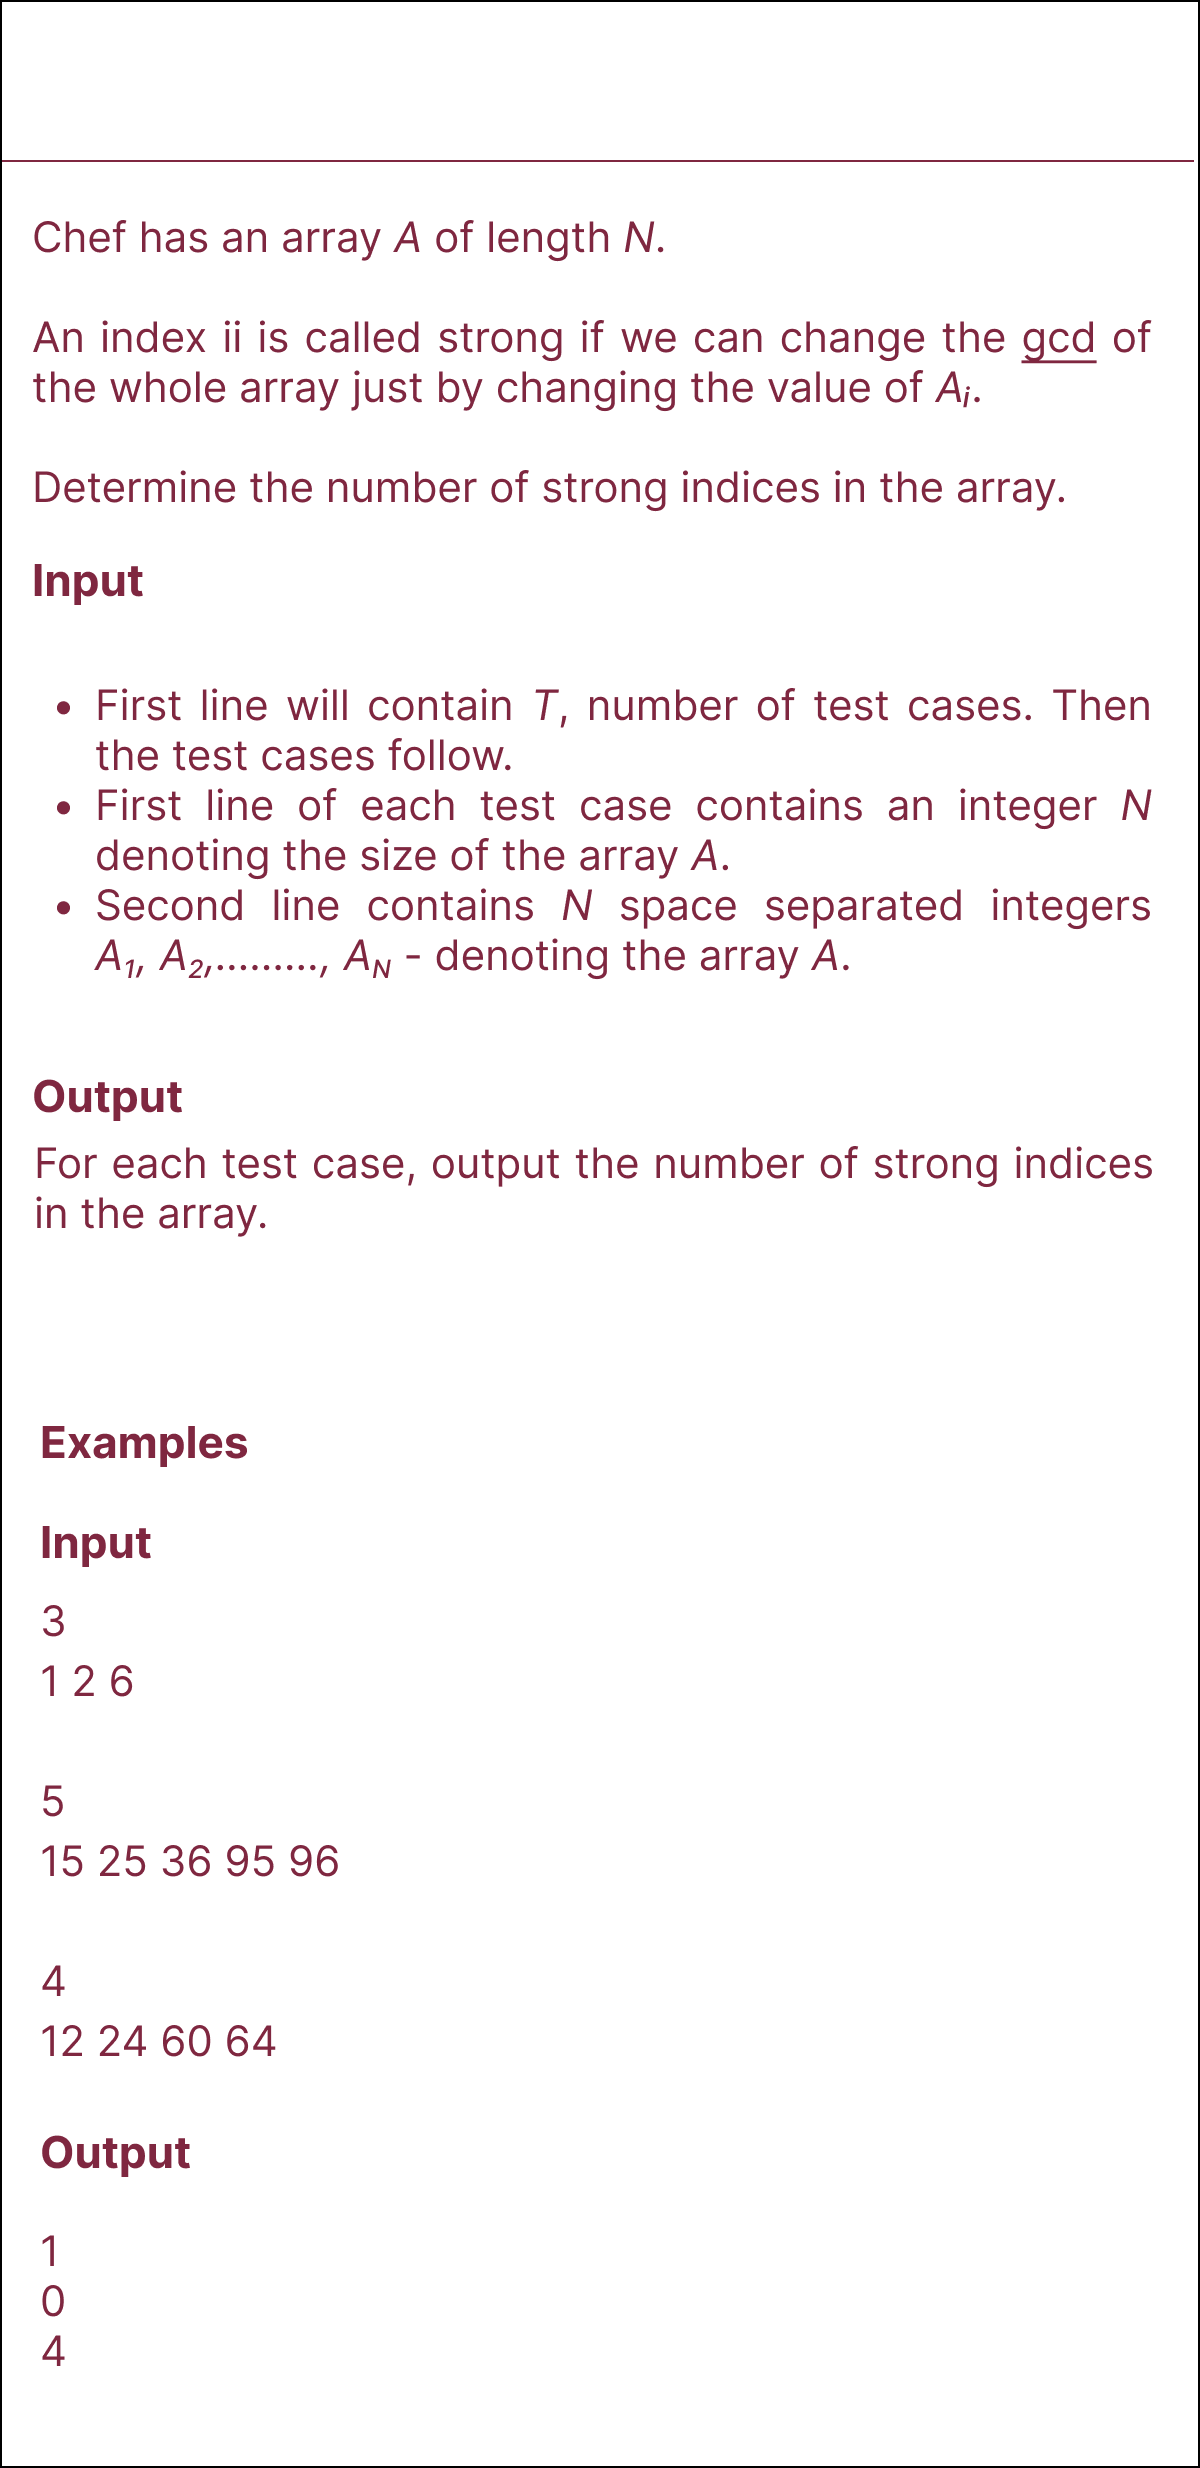 Chef has an array A of length N.
An index ii is called strong if we can change the gcd of
the whole array just by changing the value of Ai.
Determine the number of strong indices in the array.
Input
• First line will contain T, number of test cases. Then
the test cases follow.
• First line of each test case contains an integer N
denoting the size of the array A.
• Second line contains N space separated integers
A1, A2,........., AN - denoting the array A.
Output
For each test case, output the number of strong indices
in the array.
Examples
Input
3
1 2 6
5
15 25 36 95 96
4
12 24 60 64
Output
1
0
4